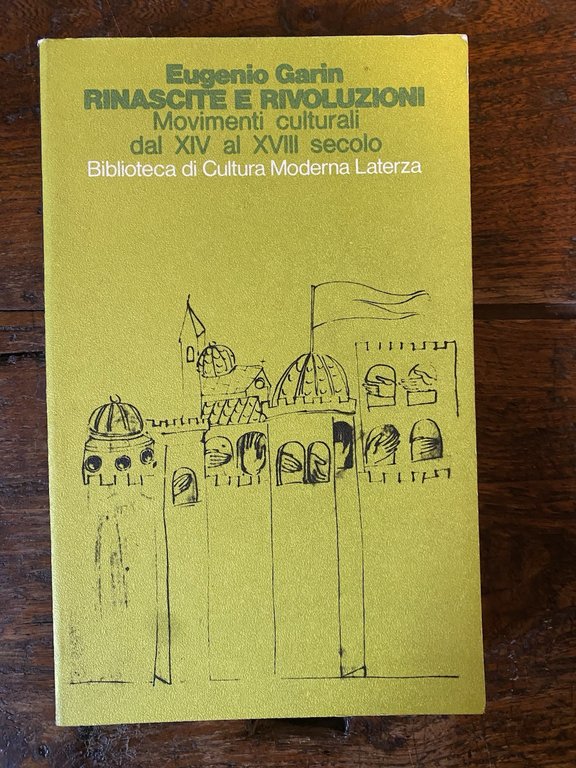 Eugenio Garin
RINASCITE E RIVOLUZIONI
Movimenti culturali
dal XIV al XVIII secolo
Biblioteca di Cultura Moderna Laterza